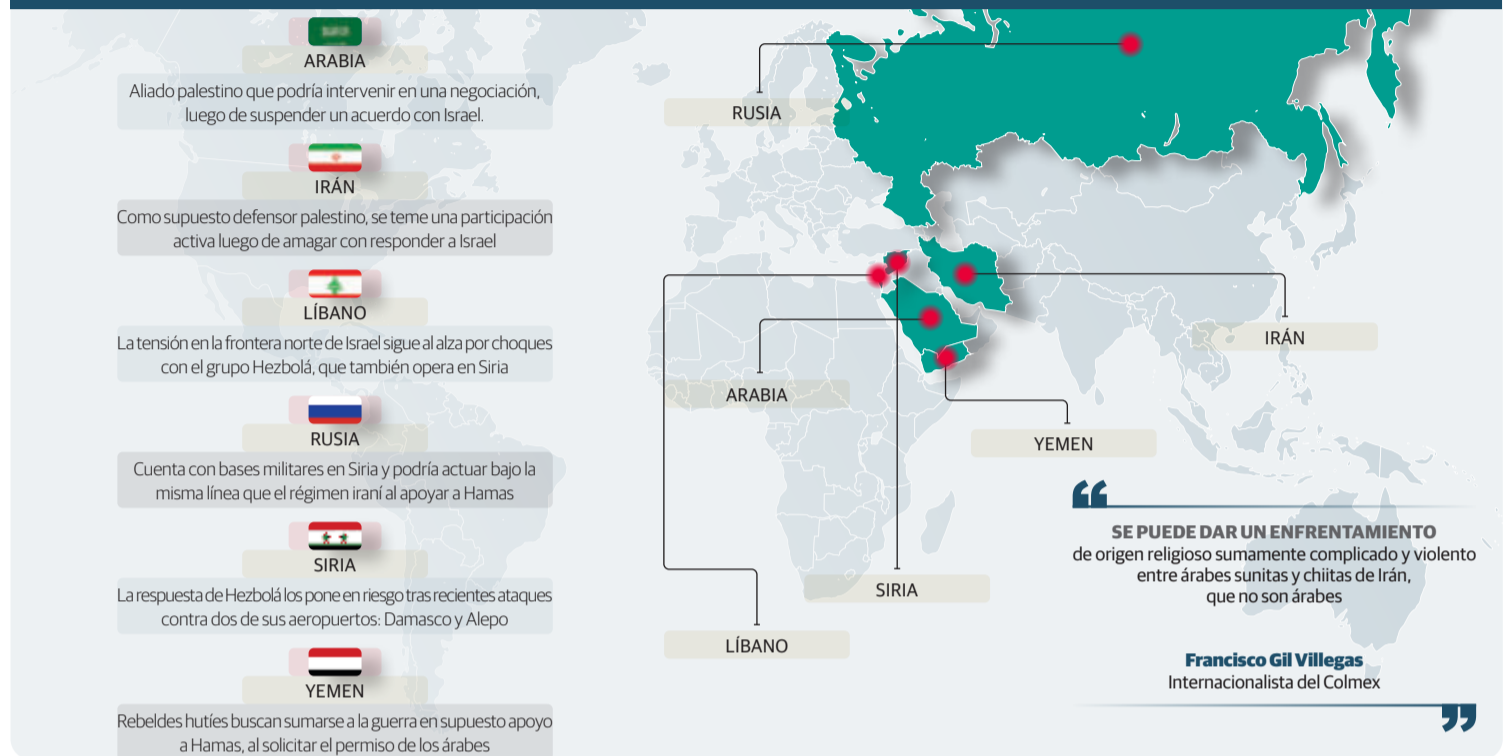 ARABIA
Aliado palestino que podría intervenir en una negociación,
luego de suspender un acuerdo con Israel.
IRÁN
Como supuesto defensor palestino, se teme una participación
activa luego de amagar con responder a Israel
LÍBANO
La tensión en la frontera norte de Israel sigue al alza por choques
con el grupo Hezbolá, que también opera en Siria
RUSIA
Cuenta con bases militares en Siria y podría actuar bajo la
misma línea que el régimen iraní al apoyar a Hamas
SIRIA
La respuesta de Hezbolá los pone en riesgo tras recientes ataques
contra dos de sus aeropuertos: Damasco y Alepo
YEMEN
Rebeldes hutíes buscan sumarse a la guerra en supuesto apoyo
a Hamas, al solicitar el permiso de los árabes
RUSIA
IRÁN
ARABIA
YEMEN
SIRIA
LÍBANO
“
SE PUEDE DAR UN ENFRENTAMIENTO
de origen religioso sumamente complicado y violento
entre árabes sunitas y chiitas de Irán,
que no son árabes
Francisco Gil Villegas
Internacionalista del Colmex
”